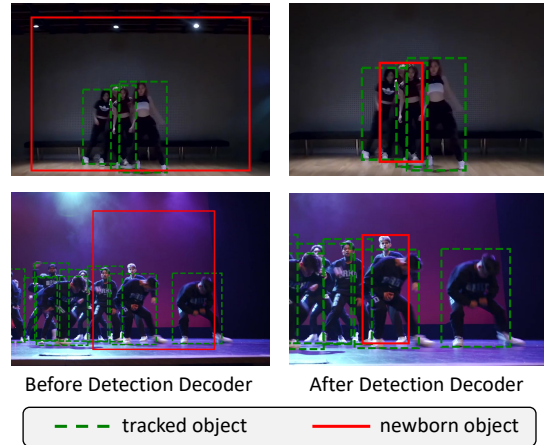 Before Detection Decoder
After Detection Decoder
tracked object
newborn object